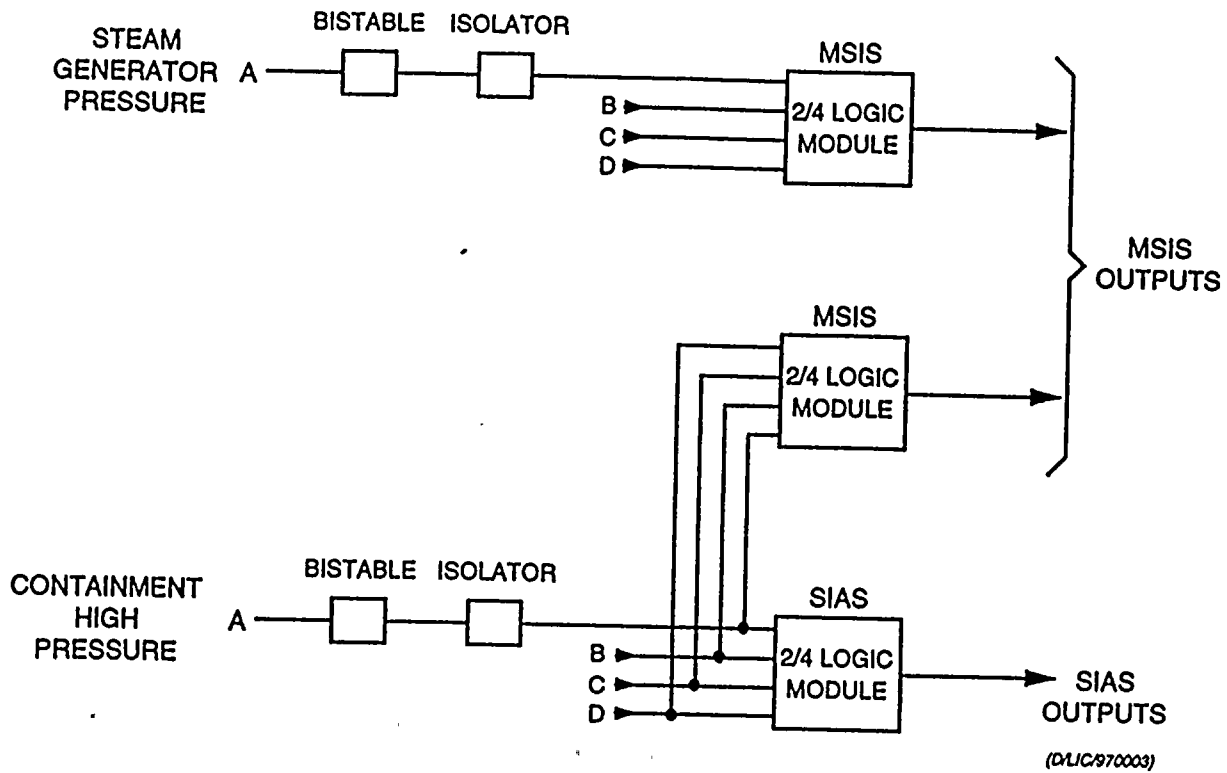 BISTABLE ISOLATOR
STEAM
GENERATOR
PRESSURE
A
MSIS
B
C
D
2/4 LOGIC
MODULE
MSIS
OUTPUTS
MSIS
2/4 LOGIC
MODULE
BISTABLE ISOLATOR
CONTAINMENT
HIGH
PRESSURE
A
SIAS
B
C
D
2/4 LOGIC
MODULE
SIAS
OUTPUTS
(D/LIC/970003)